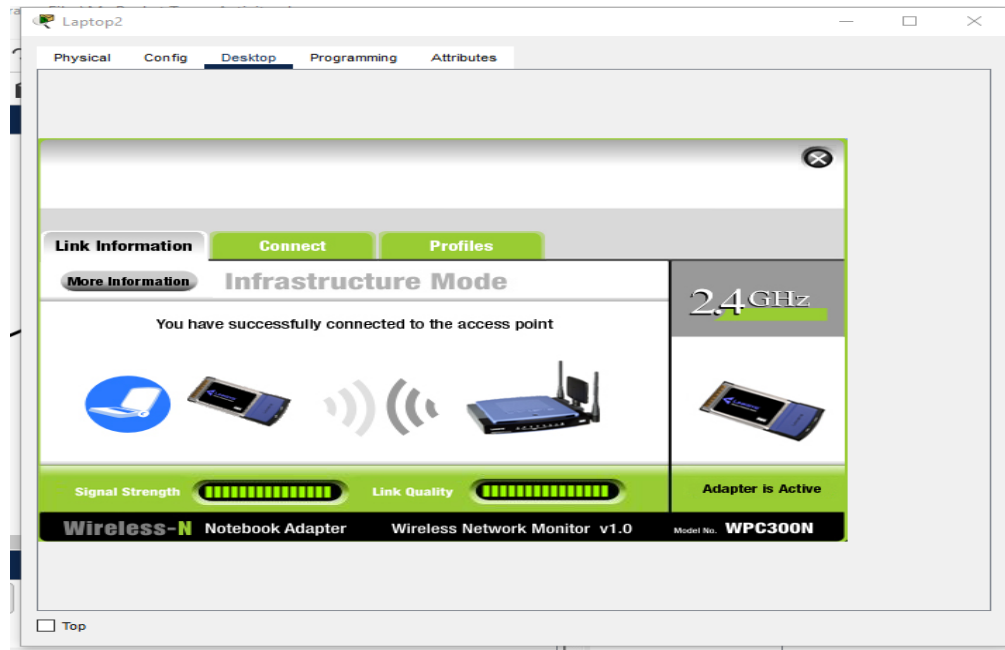 Laptop2
Physical Config Desktop Programming Attributes
Link Information Connect Profiles
More Information Infrastructure Mode
2.4GHz
You have successfully connected to the access point
Signal Strength Link Quality Adapter is Active
Wireless-N Notebook Adapter Wireless Network Monitor v1.0 Model No. WPC300N
Top